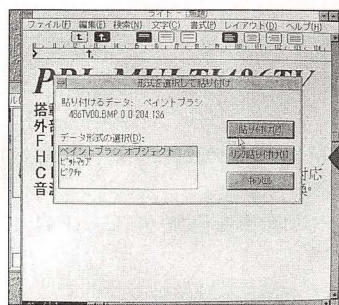 ライト - (無題)
ファイル(F) 編集(E) 検索(N) 文字(C) 書式(P) レイアウト(D) ヘルプ(H)
PRL MULTI486TV
形式を選択して貼り付け
貼り付けるデータ: ペイントブラシ
486TV00.BMP 0 0 204 136
データ形式の選択(D):
ペイントブラシ オブジェクト
ビットマップ
ピクチャ
貼り付け(P)
リンク貼り付け(L)
キャンセル
搭
外
F
H
C
音
対応